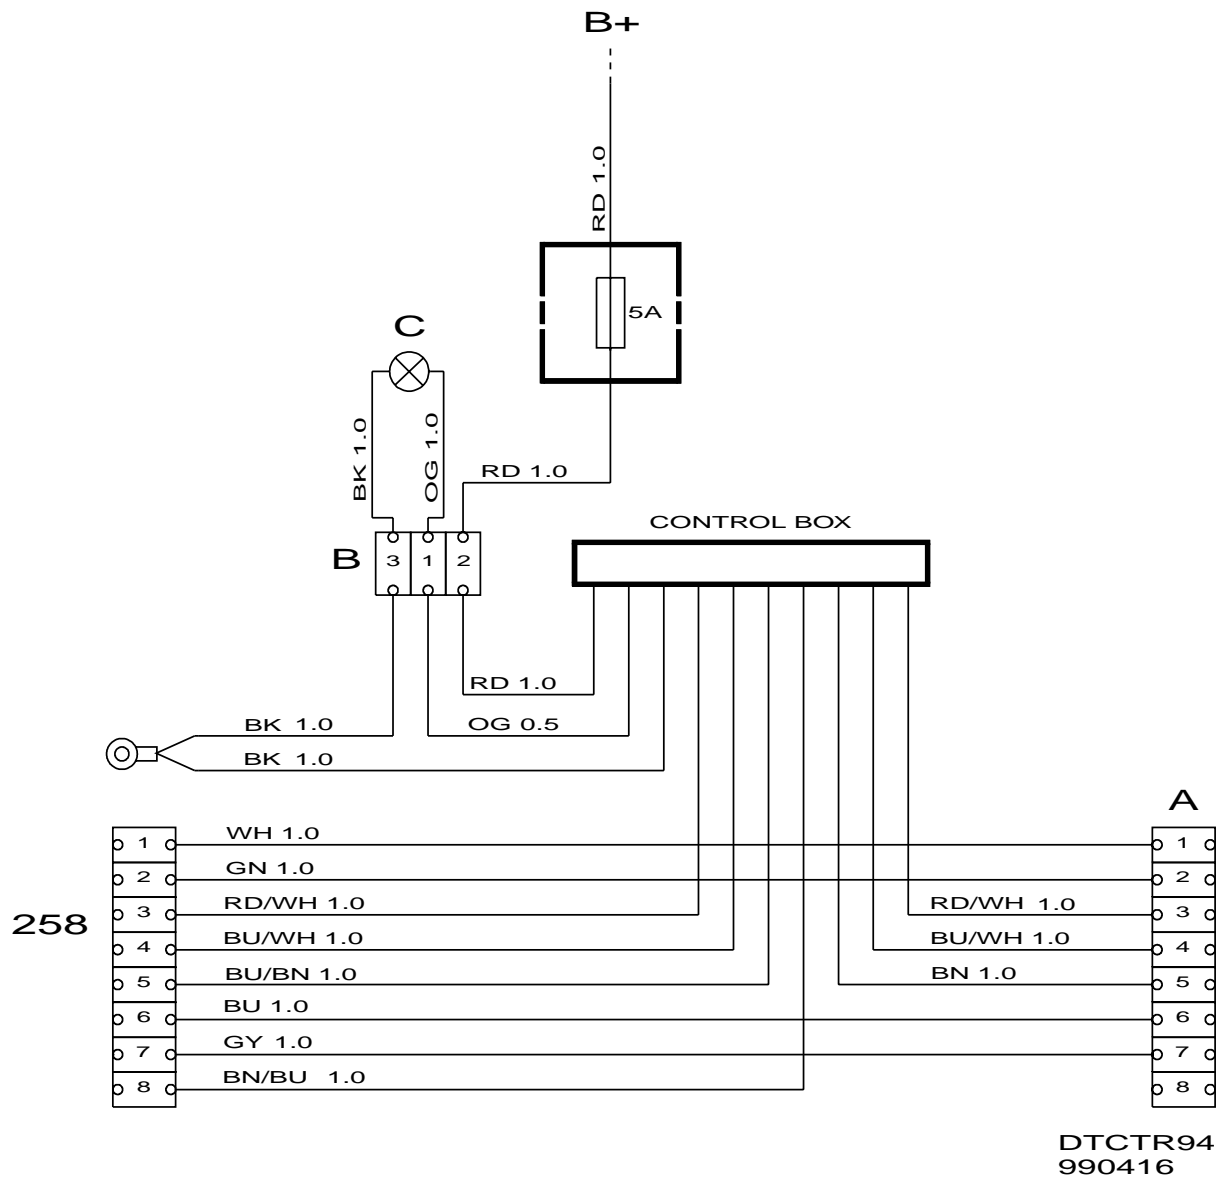 B+
RD 1.0
5A
C
BK 1.0
OG 1.0
RD 1.0
CONTROL BOX
B
3 1 2
RD 1.0
BK 1.0
OG 0.5
BK 1.0
A
1 WH 1.0 1
2 GN 1.0 2
258
3 RD/WH 1.0 RD/WH 1.0 3
4 BU/WH 1.0 BU/WH 1.0 4
5 BU/BN 1.0 BN 1.0 5
6 BU 1.0 6
7 GY 1.0 7
8 BN/BU 1.0 8
DTCTR94
990416